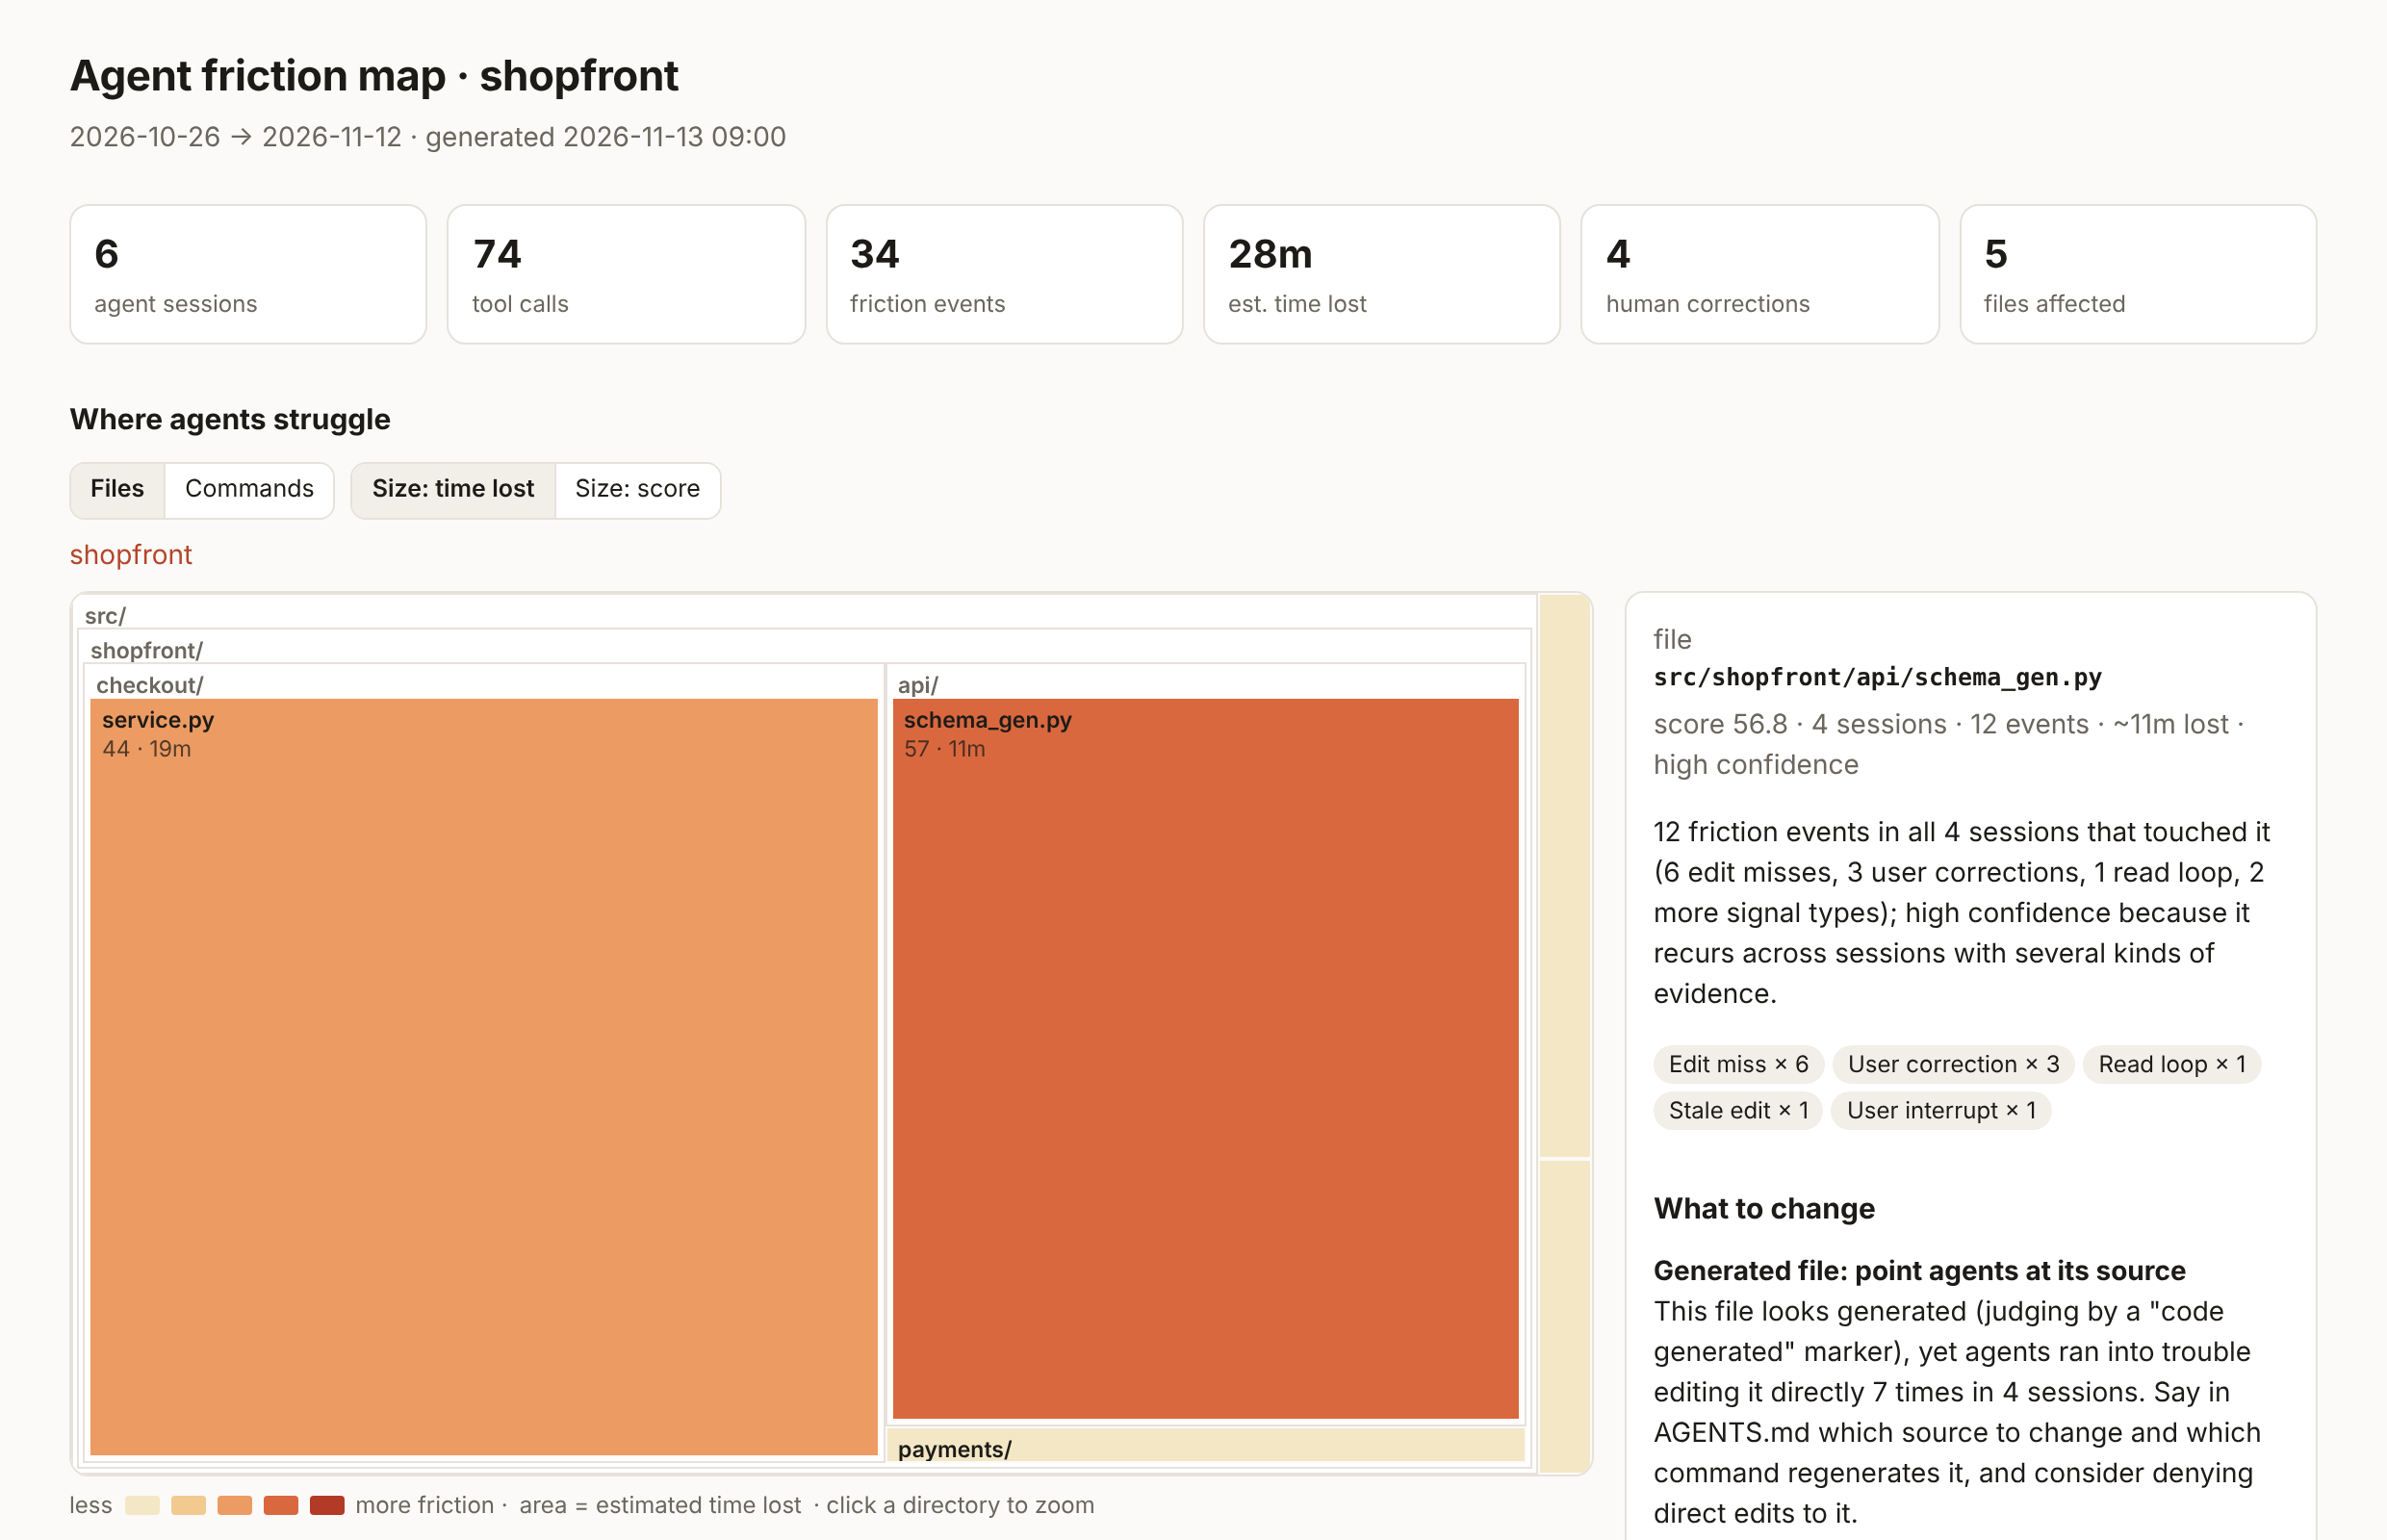 Agent friction map · shopfront
2026-10-26 → 2026-11-12 · generated 2026-11-13 09:00
6
agent sessions
74
tool calls
34
friction events
28m
est. time lost
4
human corrections
5
files affected
Where agents struggle
Files
Commands
Size: time lost
Size: score
shopfront
src/
shopfront/
checkout/
service.py
44 · 19m
api/
schema_gen.py
57 · 11m
payments/
less
more friction · area = estimated time lost · click a directory to zoom
file
src/shopfront/api/schema_gen.py
score 56.8 · 4 sessions · 12 events · ~11m lost ·
high confidence
12 friction events in all 4 sessions that touched it
(6 edit misses, 3 user corrections, 1 read loop, 2
more signal types); high confidence because it
recurs across sessions with several kinds of
evidence.
Edit miss × 6
User correction × 3
Read loop × 1
Stale edit × 1
User interrupt × 1
What to change
Generated file: point agents at its source
This file looks generated (judging by a "code
generated" marker), yet agents ran into trouble
editing it directly 7 times in 4 sessions. Say in
AGENTS.md which source to change and which
command regenerates it, and consider denying
direct edits to it.